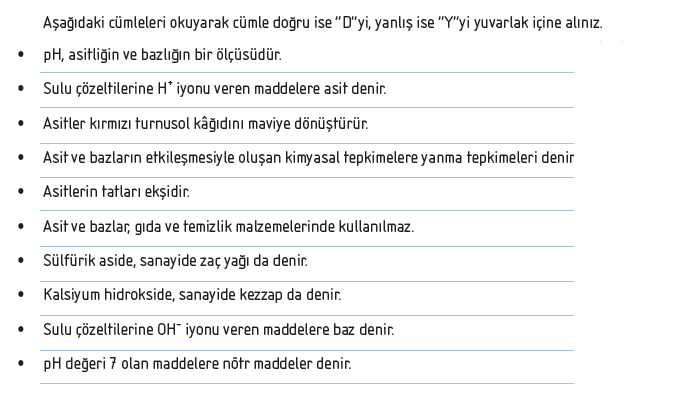 Aşağıdaki cümleleri okuyarak cümle doğru ise "D"yi, yanlış ise "Y"yi yuvarlak içine alınız.
• pH, asitliğin ve bazlığın bir ölçüsüdür.
• Sulu çözeltilerine H⁺ iyonu veren maddelere asit denir.
• Asitler kırmızı turnusol kâğıdını maviye dönüştürür.
• Asit ve bazların etkileşmesiyle oluşan kimyasal tepkimelere yanma tepkimeleri denir
• Asitlerin tatları ekşidir.
• Asit ve bazlar, gıda ve temizlik malzemelerinde kullanılmaz.
• Sülfürik aside, sanayide zaç yağı da denir.
• Kalsiyum hidrokside, sanayide kezzap da denir.
• Sulu çözeltilerine OH⁻ iyonu veren maddelere baz denir.
• pH değeri 7 olan maddelere nötr maddeler denir.